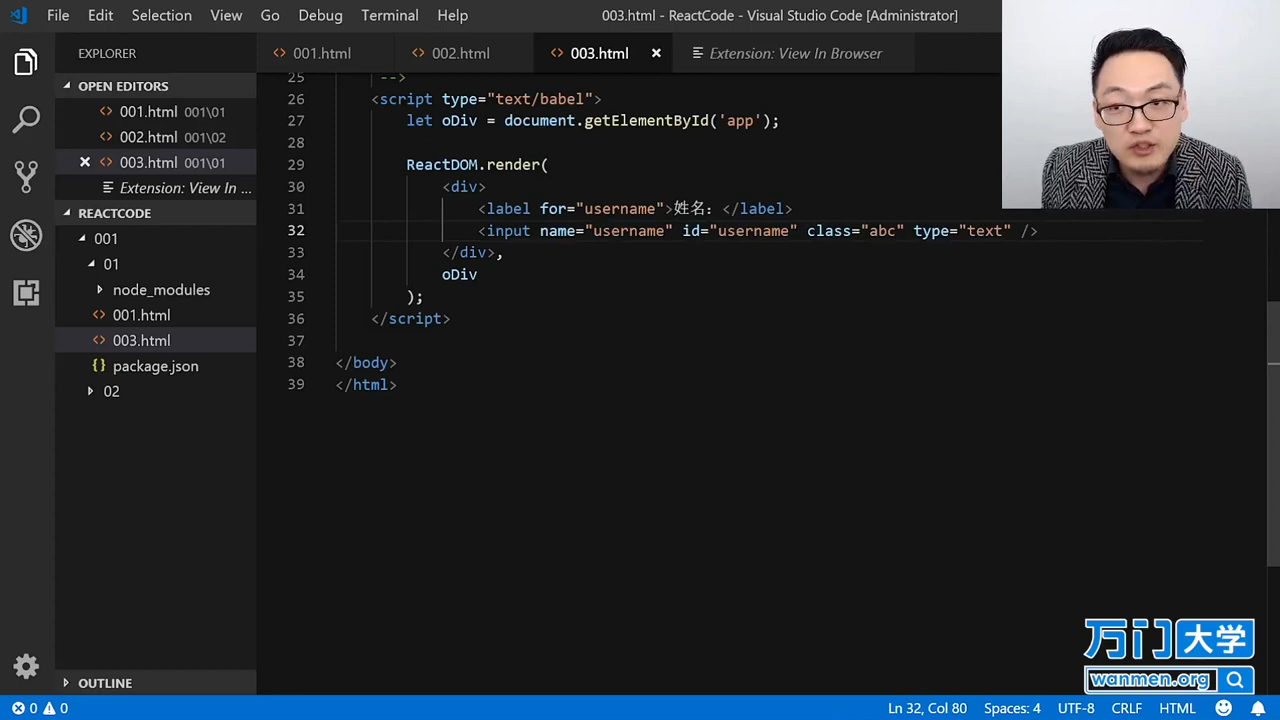 File Edit Selection View Go Debug Terminal Help
003.html - ReactCode - Visual Studio Code [Administrator]
EXPLORER
001.html
002.html
003.html
Extension: View In Browser
OPEN EDITORS
001.html 001\01
002.html 001\02
003.html 001\01
Extension: View In ...
REACTCODE
001
01
node_modules
001.html
003.html
package.json
02
OUTLINE
25 -->
26 <script type="text/babel">
27 let oDiv = document.getElementById('app');
28
29 ReactDOM.render(
30 <div>
31 <label for="username">姓名：</label>
32 <input name="username" id="username" class="abc" type="text" />
33 </div>,
34 oDiv
35 );
36 </script>
37
38 </body>
39 </html>
万门大学
wanmen.org
0 0
Ln 32, Col 80 Spaces: 4 UTF-8 CRLF HTML